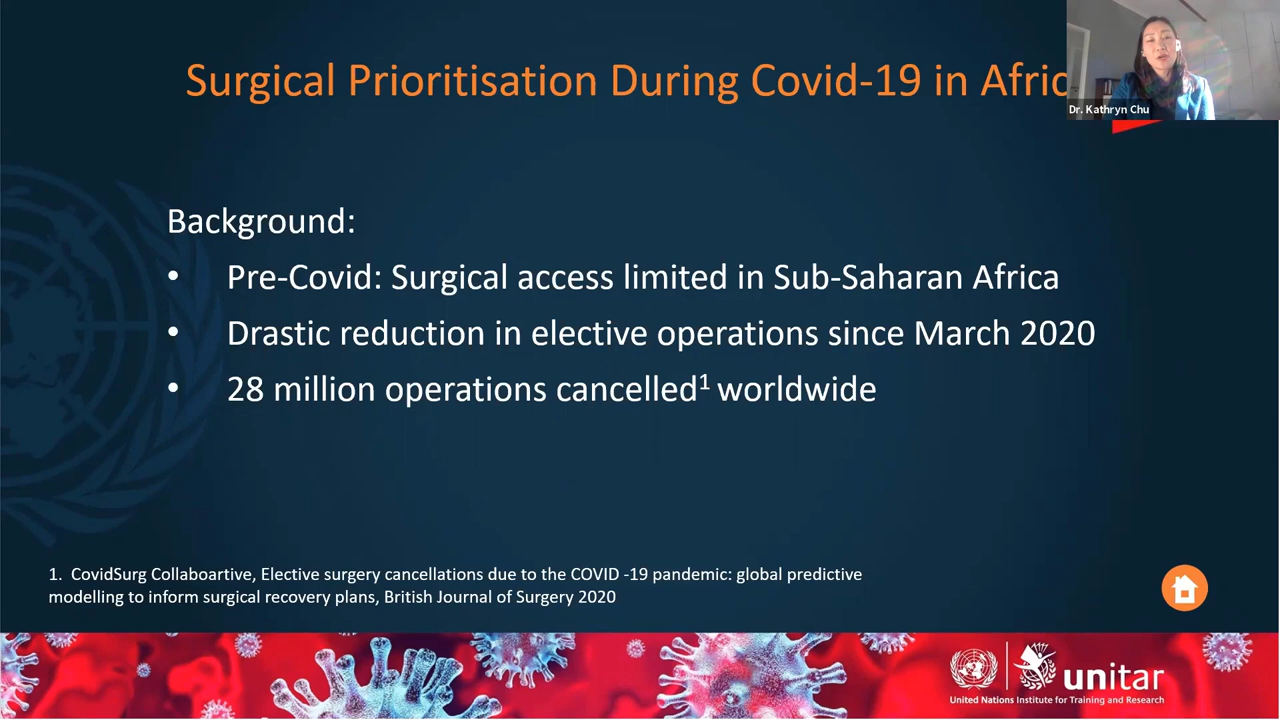 Surgical Prioritisation During Covid-19 in Afric
Dr. Kathryn Chu
Background:
• Pre-Covid: Surgical access limited in Sub-Saharan Africa
• Drastic reduction in elective operations since March 2020
• 28 million operations cancelled¹ worldwide
1. CovidSurg Collaboartive, Elective surgery cancellations due to the COVID -19 pandemic: global predictive
modelling to inform surgical recovery plans, British Journal of Surgery 2020
unitar
United Nations Institute for Training and Research